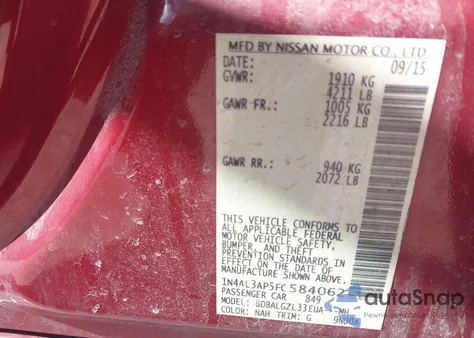 MFD BY NISSAN MOTOR CO., LTD
DATE: 09/15
GVWR: 1910 KG
4211 LB
GAWR FR.: 1005 KG
2216 LB
GAWR RR.: 940 KG
2072 LB
THIS VEHICLE CONFORMS TO
ALL APPLICABLE FEDERAL
MOTOR VEHICLE SAFETY,
BUMPER, AND THEFT
PREVENTION STANDARDS IN
EFFECT ON THE DATE OF
MANUFACTURE SHOWN ABOVE.
1N4AL3AP5FC584062
PASSENGER CAR 849
MODEL:
COLOR: NAH TRIM: G
autoSnap